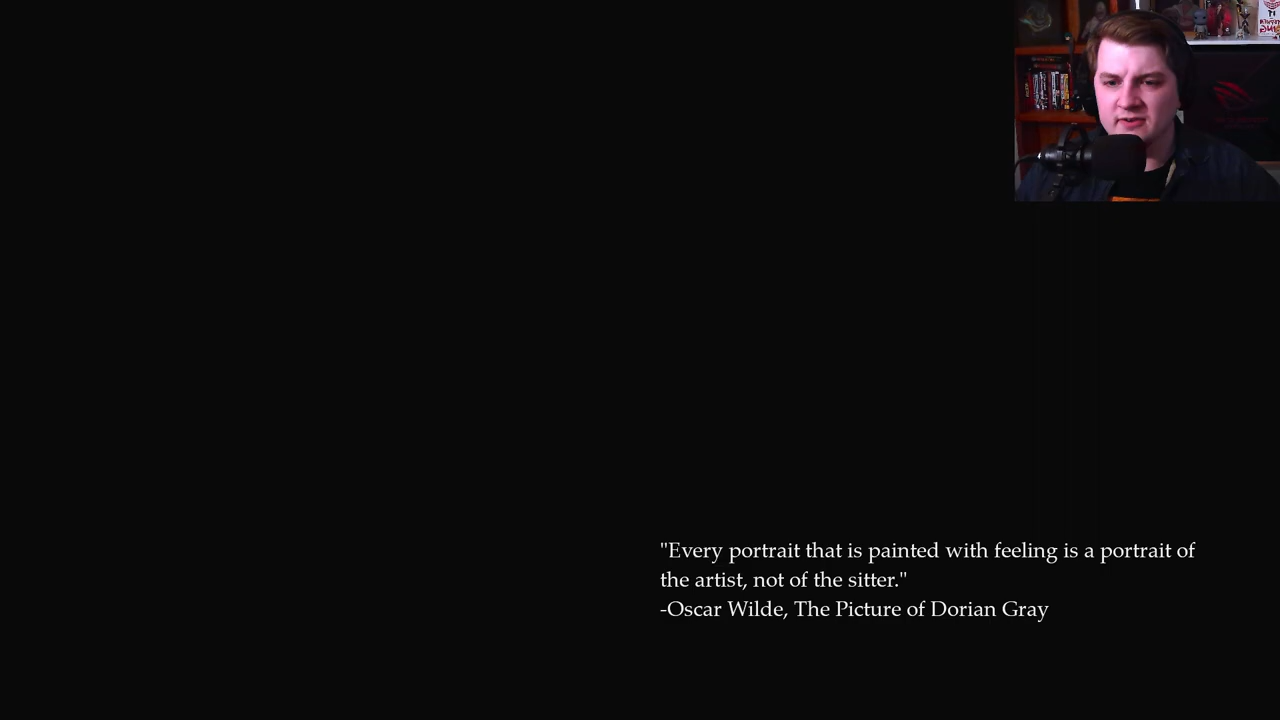 "Every portrait that is painted with feeling is a portrait of
the artist, not of the sitter."
-Oscar Wilde, The Picture of Dorian Gray